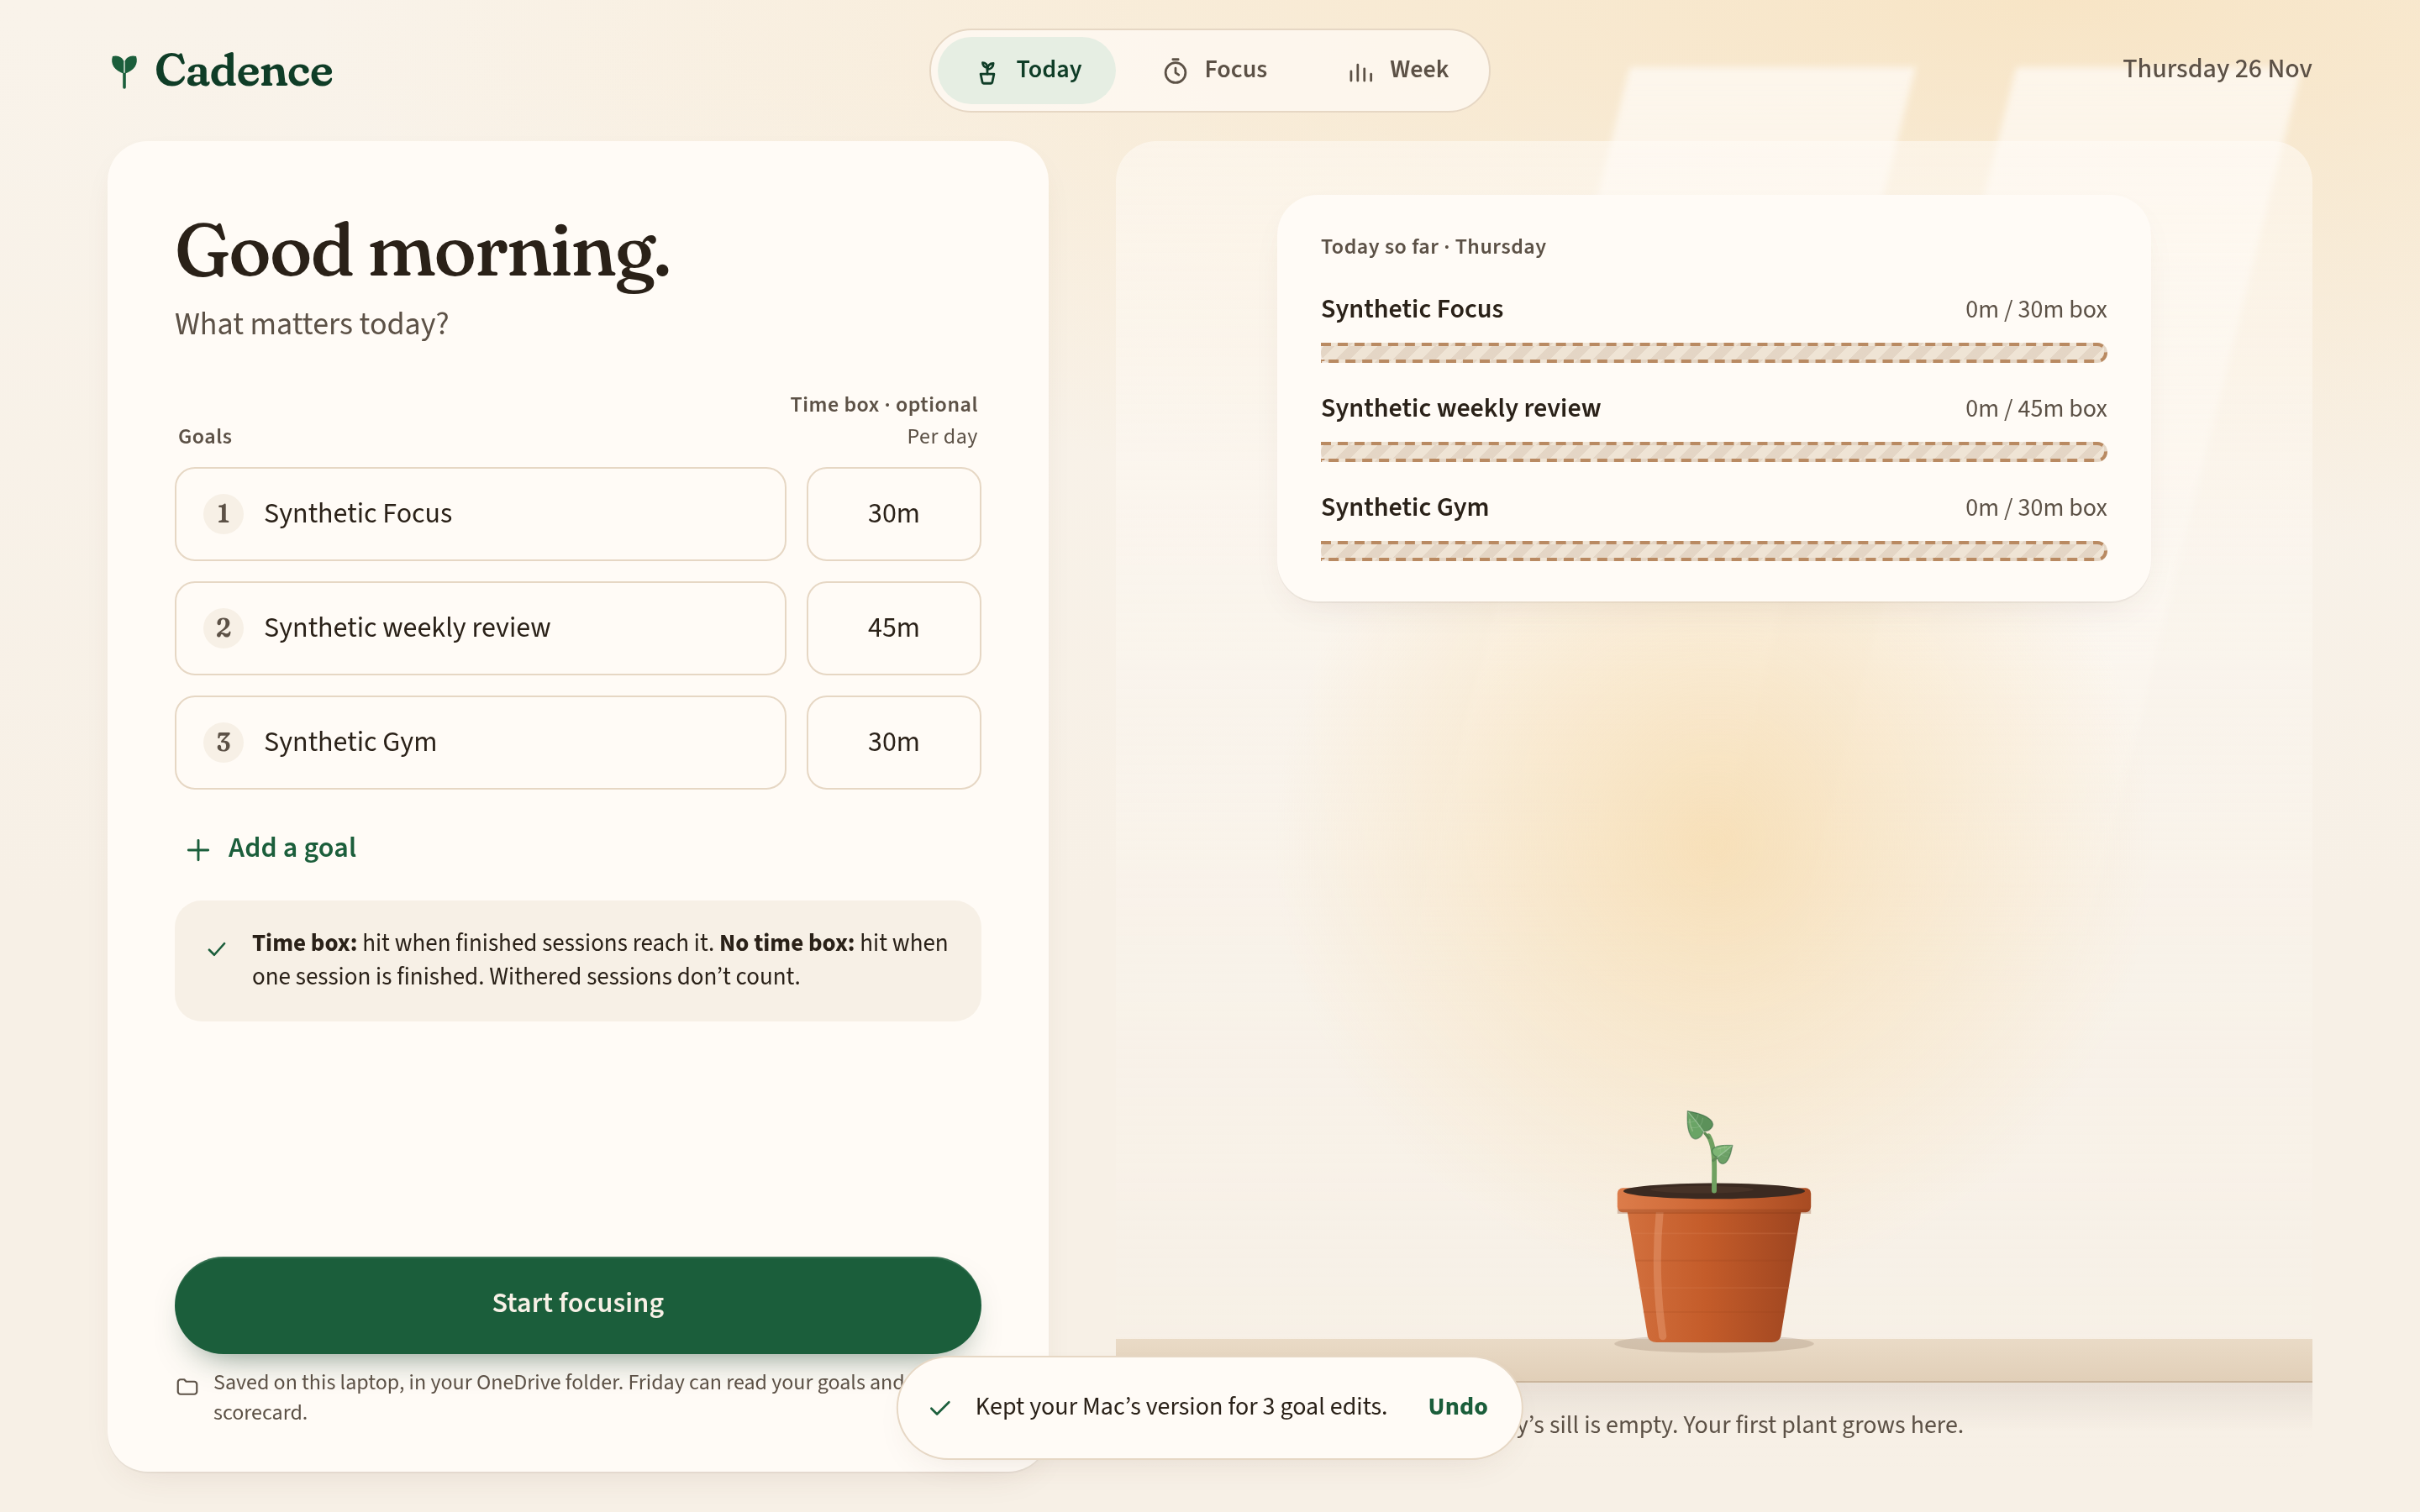 Cadence
Today
Focus
Week
Thursday 26 Nov
Good morning.
What matters today?
Time box · optional
Goals
Per day
1 Synthetic Focus 30m
2 Synthetic weekly review 45m
3 Synthetic Gym 30m
Add a goal
Time box: hit when finished sessions reach it. No time box: hit when
one session is finished. Withered sessions don’t count.
Start focusing
Saved on this laptop, in your OneDrive folder. Friday can read your goals and
scorecard.
Today so far · Thursday
Synthetic Focus 0m / 30m box
Synthetic weekly review 0m / 45m box
Synthetic Gym 0m / 30m box
Kept your Mac’s version for 3 goal edits. Undo
sill is empty. Your first plant grows here.